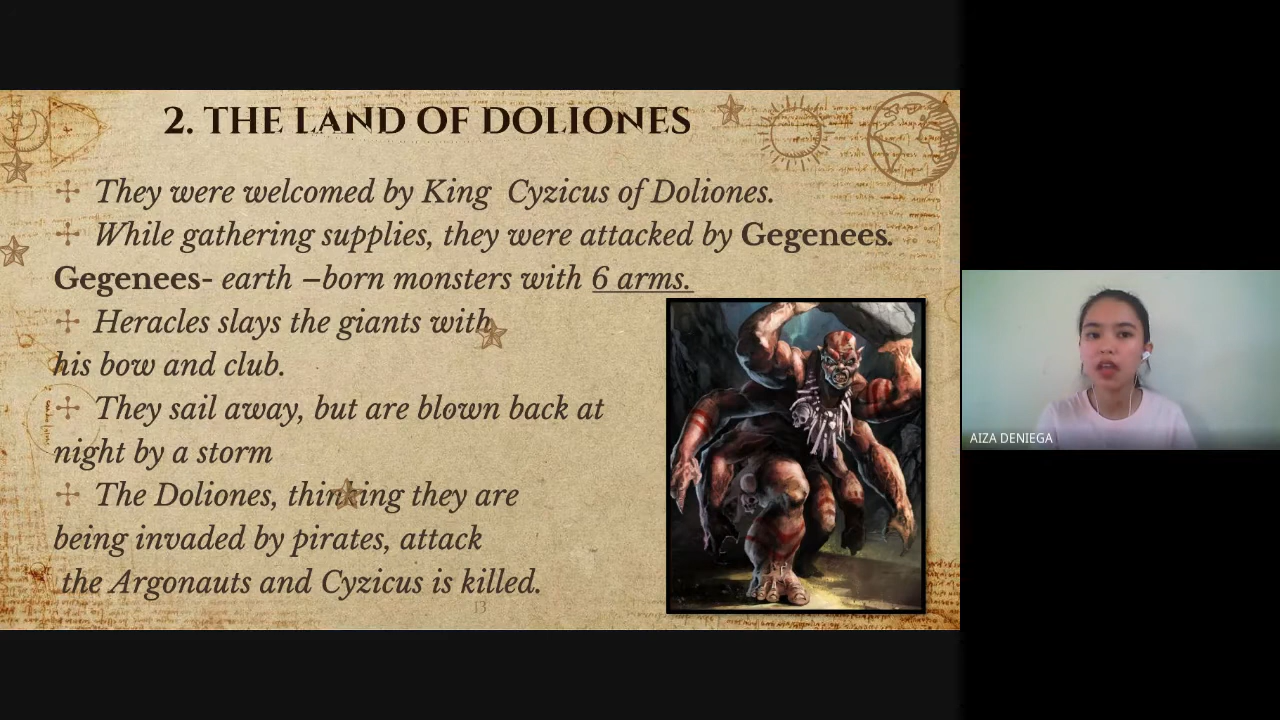 2. THE LAND OF DOLIONES
They were welcomed by King Cyzicus of Doliones.
While gathering supplies, they were attacked by Gegenees.
Gegenees- earth –born monsters with 6 arms.
Heracles slays the giants with
his bow and club.
They sail away, but are blown back at
night by a storm
The Doliones, thinking they are
being invaded by pirates, attack
the Argonauts and Cyzicus is killed.
13
AIZA DENIEGA